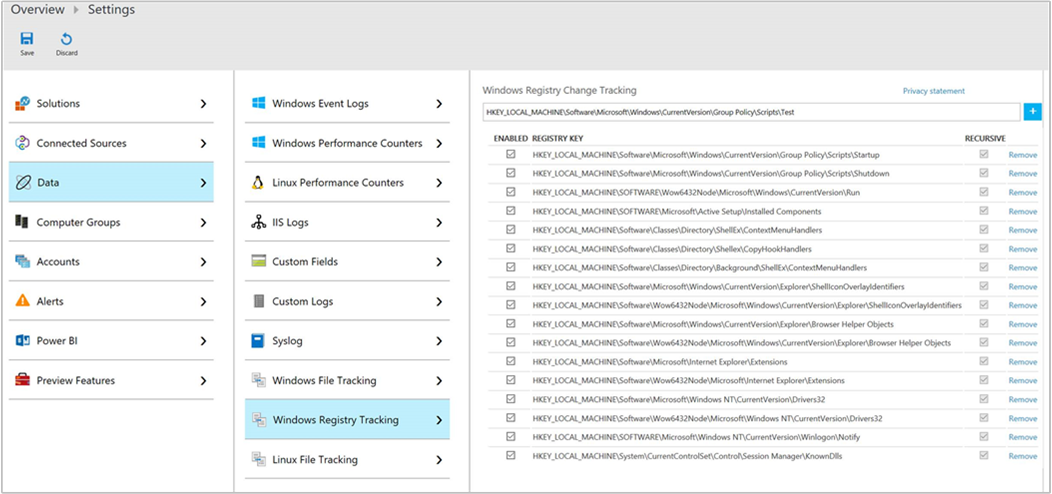 Overview Settings
Save Discard
Solutions
Connected Sources
Data
Computer Groups
Accounts
Alerts
Power BI
Preview Features
Windows Event Logs
Windows Performance Counters
Linux Performance Counters
IIS Logs
Custom Fields
Custom Logs
Syslog
Windows File Tracking
Windows Registry Tracking
Linux File Tracking
Windows Registry Change Tracking Privacy statement
HKEY_LOCAL_MACHINE\Software\Microsoft\Windows\CurrentVersion\Group Policy\Scripts\Test +
ENABLED REGISTRY KEY RECURSIVE
HKEY_LOCAL_MACHINE\Software\Microsoft\Windows\CurrentVersion\Group Policy\Scripts\Startup Remove
HKEY_LOCAL_MACHINE\Software\Microsoft\Windows\CurrentVersion\Group Policy\Scripts\Shutdown Remove
HKEY_LOCAL_MACHINE\SOFTWARE\Wow6432Node\Microsoft\Windows\CurrentVersion\Run Remove
HKEY_LOCAL_MACHINE\SOFTWARE\Microsoft\Active Setup\Installed Components Remove
HKEY_LOCAL_MACHINE\Software\Classes\Directory\ShellEx\ContextMenuHandlers Remove
HKEY_LOCAL_MACHINE\Software\Classes\Directory\Shellex\CopyHookHandlers Remove
HKEY_LOCAL_MACHINE\Software\Classes\Directory\Background\ShellEx\ContextMenuHandlers Remove
HKEY_LOCAL_MACHINE\Software\Microsoft\Windows\CurrentVersion\Explorer\ShellIconOverlayIdentifiers Remove
HKEY_LOCAL_MACHINE\Software\Wow6432Node\Microsoft\Windows\CurrentVersion\Explorer\ShellIconOverlayIdentifiers Remove
HKEY_LOCAL_MACHINE\Software\Microsoft\Windows\CurrentVersion\Explorer\Browser Helper Objects Remove
HKEY_LOCAL_MACHINE\Software\Wow6432Node\Microsoft\Windows\CurrentVersion\Explorer\Browser Helper Objects Remove
HKEY_LOCAL_MACHINE\Software\Microsoft\Internet Explorer\Extensions Remove
HKEY_LOCAL_MACHINE\Software\Wow6432Node\Microsoft\Internet Explorer\Extensions Remove
HKEY_LOCAL_MACHINE\Software\Microsoft\Windows NT\CurrentVersion\Drivers32 Remove
HKEY_LOCAL_MACHINE\Software\Wow6432Node\Microsoft\Windows NT\CurrentVersion\Drivers32 Remove
HKEY_LOCAL_MACHINE\SOFTWARE\Microsoft\Windows NT\CurrentVersion\Winlogon\Notify Remove
HKEY_LOCAL_MACHINE\System\CurrentControlSet\Control\Session Manager\KnownDlls Remove